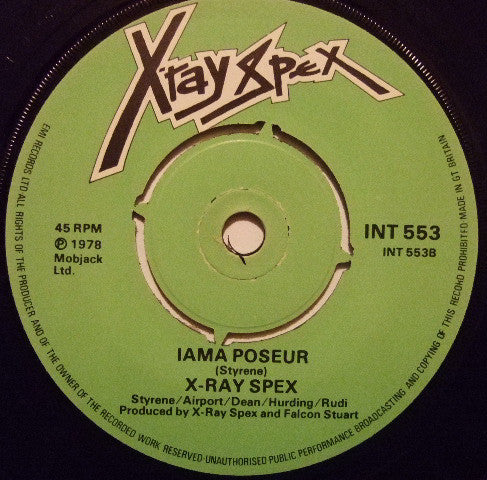 X-ray Spex
45 RPM
℗ 1978
Mobjack
Ltd.
INT 553
INT 553B
IAMA POSEUR
(Styrene)
X-RAY SPEX
Styrene/Airport/Dean/Hurding/Rudi
Produced by X-Ray Spex and Falcon Stuart
EMI RECORDS LTD ALL RIGHTS OF THE PRODUCER AND OF THE OWNER OF THE RECORDED WORK RESERVED·UNAUTHORISED PUBLIC PERFORMANCE BROADCASTING AND COPYING OF THIS RECORD PROHIBITED·MADE IN GT BRITAIN